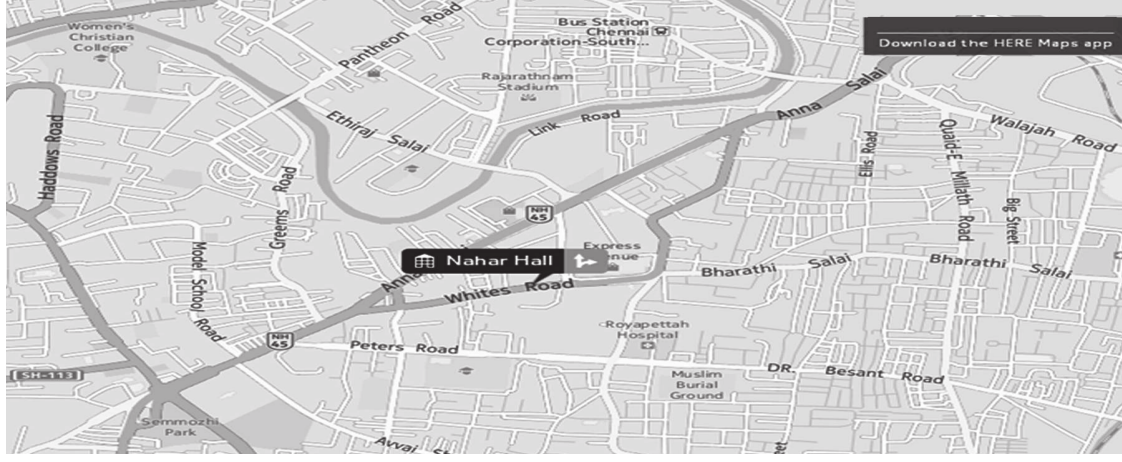 Women's
Christian
College
Pantheon Road
Bus Station
Chennai
Corporation-South...
Download the HERE Maps app
Rajarathnam
Stadium
Anna Salai
Haddows Road
Ethiraj Salai
Link Road
Ellis Road
Quad-E Millath Road
Walajah Road
Big Street
Greems Road
NH
45
Model School Road
Nahar Hall
Express
Bharathi Salai
Bharathi Salai
Whites Road
NH
45
Peters Road
Royapettah
Hospital
SH-113
Muslim
Burial
Ground
DR. Besant Road
Semmozhi
Park